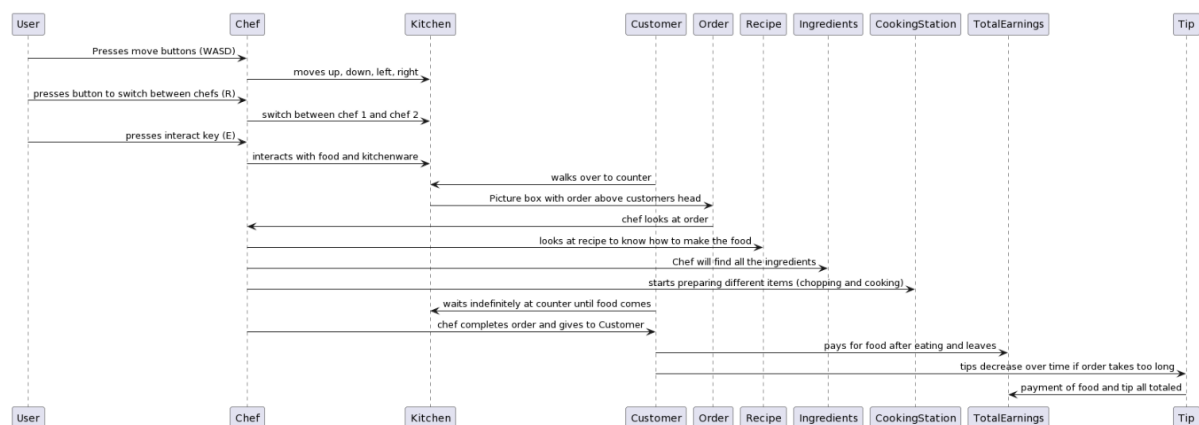 User Chef Kitchen Customer Order Recipe Ingredients CookingStation TotalEarnings Tip
Presses move buttons (WASD)
moves up, down, left, right
presses button to switch between chefs (R)
switch between chef 1 and chef 2
presses interact key (E)
interacts with food and kitchenware
walks over to counter
Picture box with order above customers head
chef looks at order
looks at recipe to know how to make the food
Chef will find all the ingredients
starts preparing different items (chopping and cooking)
waits indefinitely at counter until food comes
chef completes order and gives to Customer
pays for food after eating and leaves
tips decrease over time if order takes too long
payment of food and tip all totaled
User Chef Kitchen Customer Order Recipe Ingredients CookingStation TotalEarnings Tip